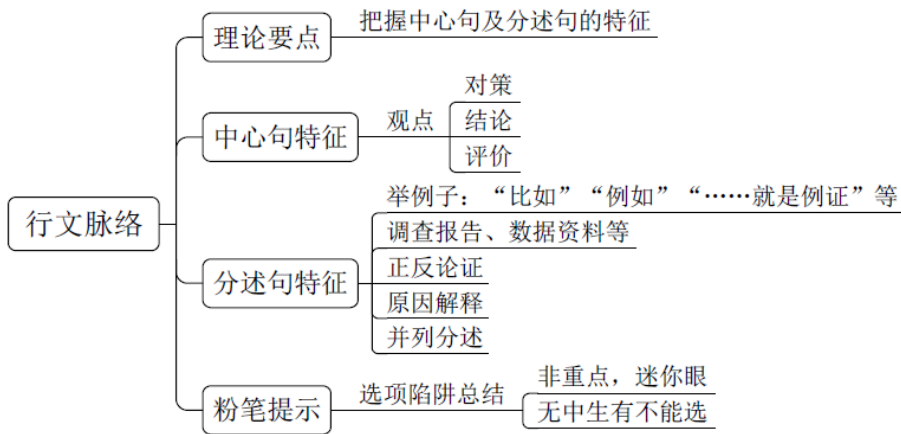 行文脉络
理论要点
把握中心句及分述句的特征
中心句特征
观点
对策
结论
评价
分述句特征
举例子：“比如”“例如”“……就是例证”等
调查报告、数据资料等
正反论证
原因解释
并列分述
粉笔提示
选项陷阱总结
非重点，迷你眼
无中生有不能选